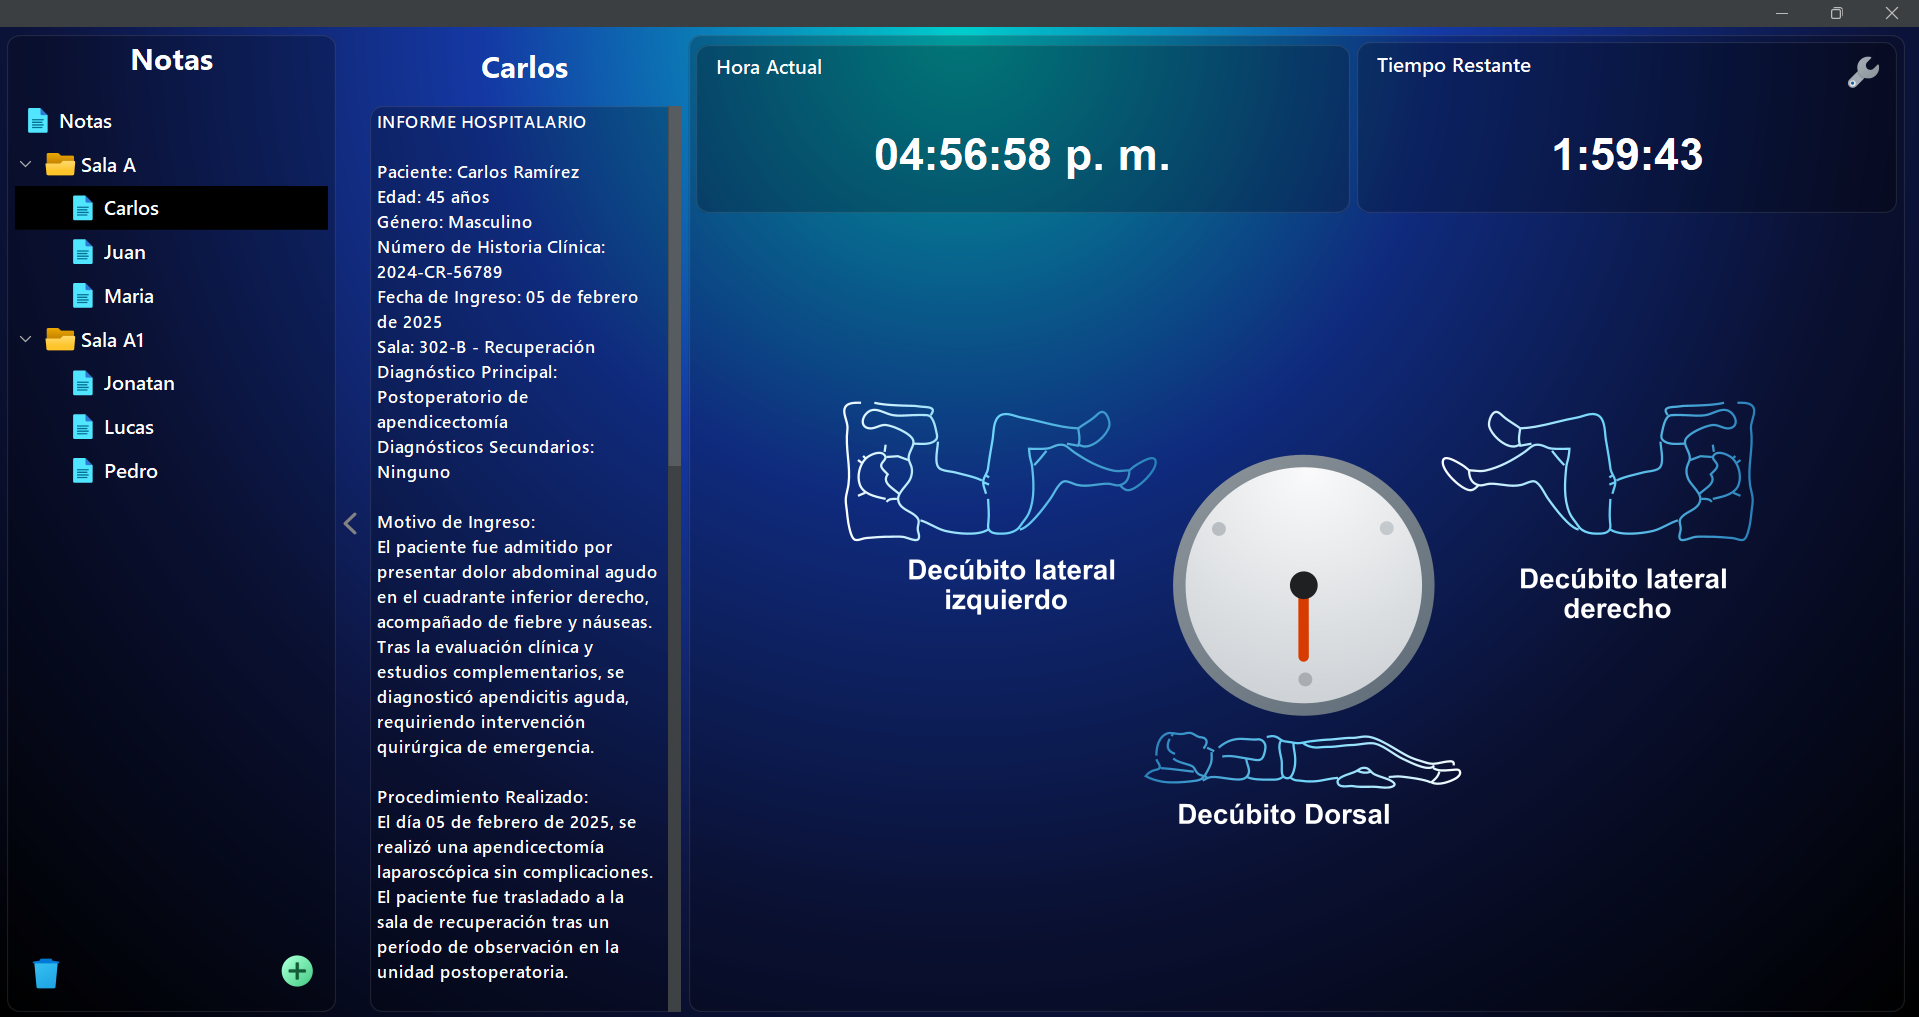 Notas
Notas
Sala A
Carlos
Juan
Maria
Sala A1
Jonatan
Lucas
Pedro
Carlos
INFORME HOSPITALARIO
Paciente: Carlos Ramírez
Edad: 45 años
Género: Masculino
Número de Historia Clínica:
2024-CR-56789
Fecha de Ingreso: 05 de febrero
de 2025
Sala: 302-B - Recuperación
Diagnóstico Principal:
Postoperatorio de
apendicectomía
Diagnósticos Secundarios:
Ninguno
Motivo de Ingreso:
El paciente fue admitido por
presentar dolor abdominal agudo
en el cuadrante inferior derecho,
acompañado de fiebre y náuseas.
Tras la evaluación clínica y
estudios complementarios, se
diagnosticó apendicitis aguda,
requiriendo intervención
quirúrgica de emergencia.
Procedimiento Realizado:
El día 05 de febrero de 2025, se
realizó una apendicectomía
laparoscópica sin complicaciones.
El paciente fue trasladado a la
sala de recuperación tras un
período de observación en la
unidad postoperatoria.
Hora Actual
04:56:58 p. m.
Tiempo Restante
1:59:43
Decúbito lateral
izquierdo
Decúbito lateral
derecho
Decúbito Dorsal